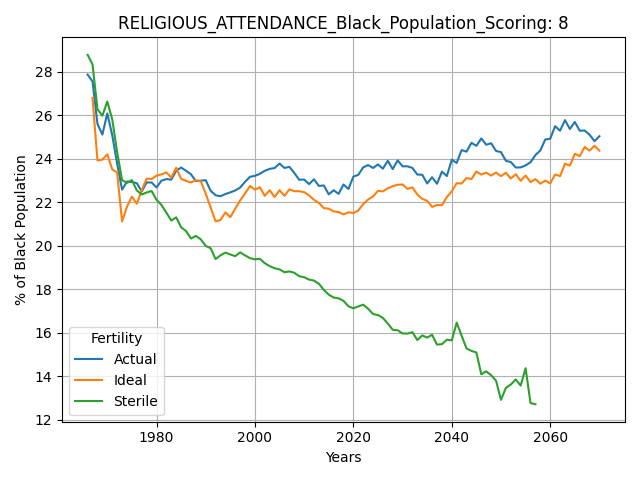 RELIGIOUS_ATTENDANCE_Black_Population_Scoring: 8
% of Black Population
28
26
24
22
20
18
16
14
12
Fertility
Actual
Ideal
Sterile
1980
2000
2020
2040
2060
Years